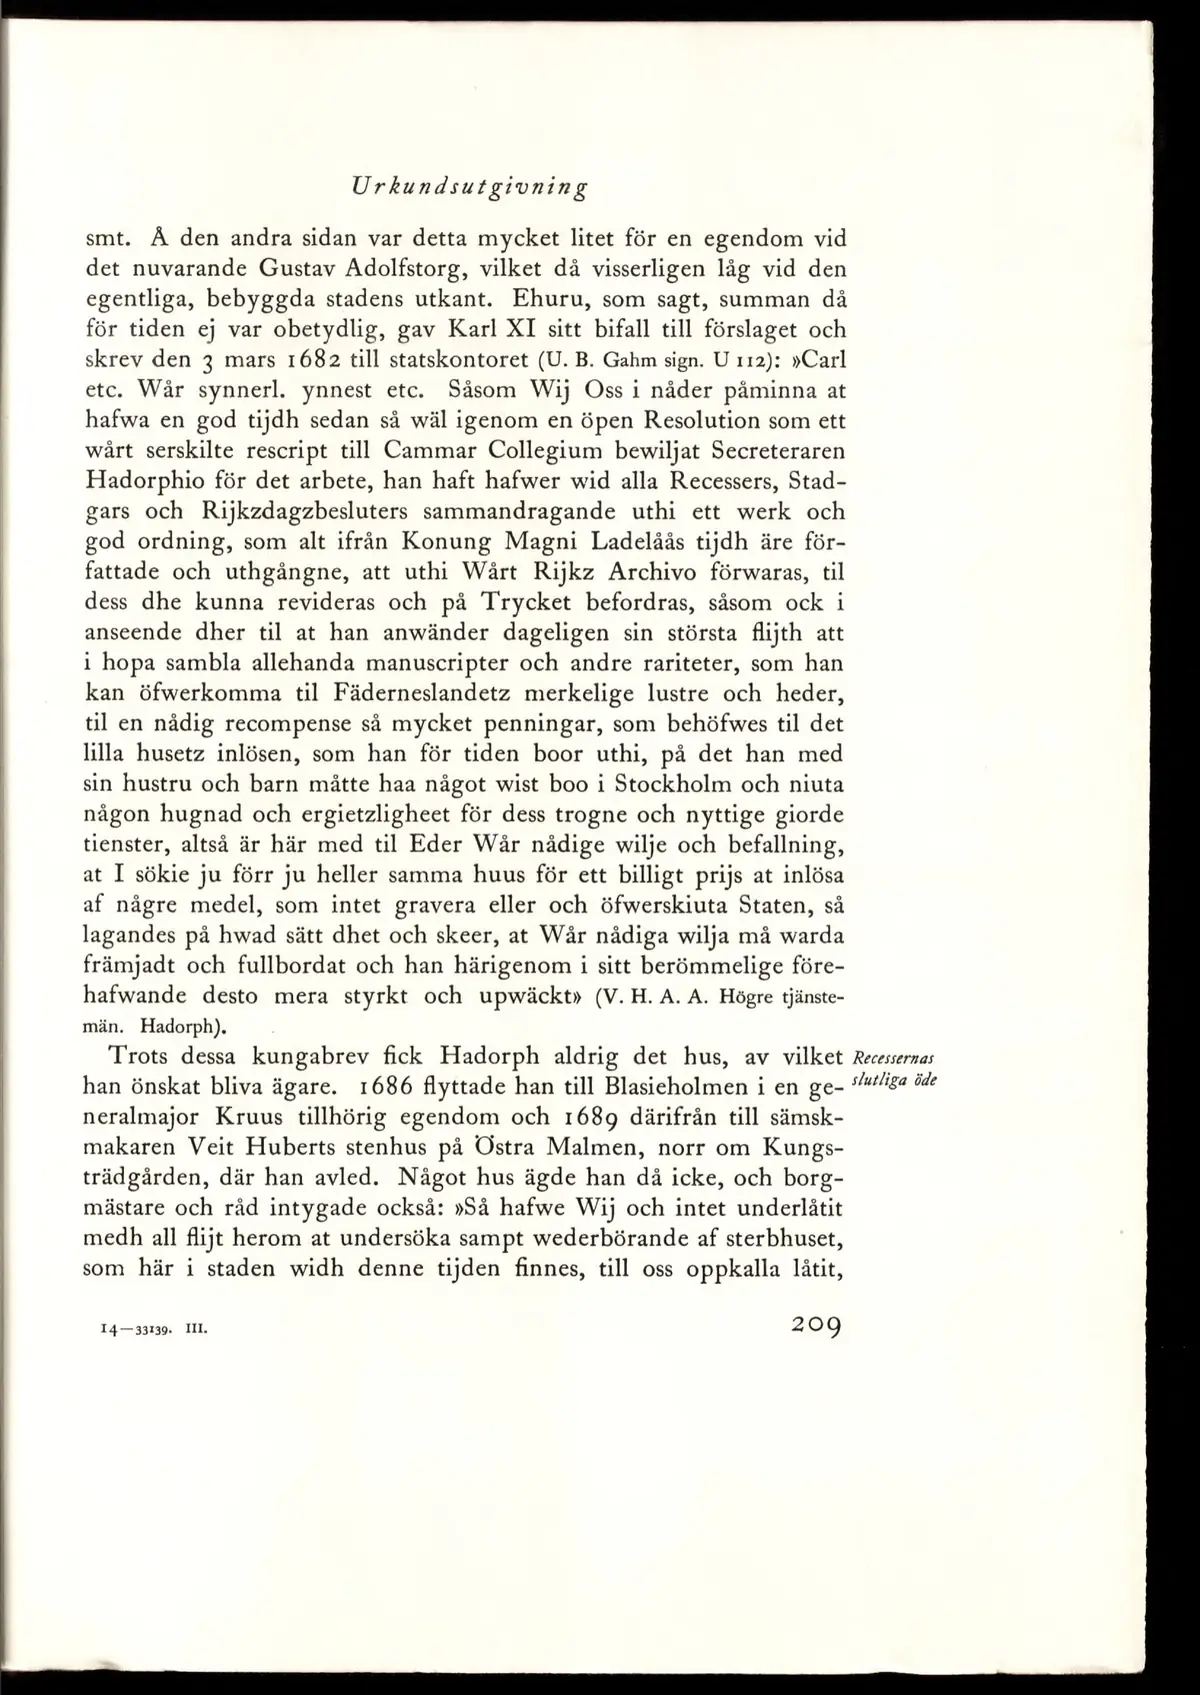 Urkundsutgivning
smt. Å den andra sidan var detta mycket litet för en egendom vid
det nuvarande Gustav Adolfstorg, vilket då visserligen låg vid den
egentliga, bebyggda stadens utkant. Ehuru, som sagt, summan då
för tiden ej var obetydlig, gav Karl XI sitt bifall till förslaget och
skrev den 3 mars 1682 till statskontoret (U. B. Gahm sign. U 112): »Carl
etc. Wår synnerl. ynnest etc. Såsom Wij Oss i nåder påminna at
hafwa en god tijdh sedan så wäl igenom en öpen Resolution som ett
wårt serskilte rescript till Cammar Collegium bewiljat Secreteraren
Hadorphio för det arbete, han haft hafwer wid alla Recessers, Stad-
gars och Rijkzdagzbesluters sammandragande uthi ett werk och
god ordning, som alt ifrån Konung Magni Ladelåås tijdh äre för-
fattade och uthgångne, att uthi Wårt Rijkz Archivo förwaras, til
dess dhe kunna revideras och på Trycket befordras, såsom ock i
anseende dher til at han anwänder dageligen sin största flijth att
i hopa sambla allehanda manuscripter och andre rariteter, som han
kan öfwerkomma til Fäderneslandetz merkelige lustre och heder,
til en nådig recompense så mycket penningar, som behöfwes til det
lilla husetz inlösen, som han för tiden boor uthi, på det han med
sin hustru och barn måtte haa något wist boo i Stockholm och niuta
någon hugnad och ergietzligheet för dess trogne och nyttige giorde
tienster, altså är här med til Eder Wår nådige wilje och befallning,
at I sökie ju förr ju heller samma huus för ett billigt prijs at inlösa
af någre medel, som intet gravera eller och öfwerskiuta Staten, så
lagandes på hwad sätt dhet och skeer, at Wår nådiga wilja må warda
främjadt och fullbordat och han härigenom i sitt berömmelige före-
hafwande desto mera styrkt och upwäckt» (V. H. A. A. Högre tjänste-
män. Hadorph).
Trots dessa kungabrev fick Hadorph aldrig det hus, av vilket
han önskat bliva ägare. 1686 flyttade han till Blasieholmen i en ge-
neralmajor Kruus tillhörig egendom och 1689 därifrån till sämsk-
makaren Veit Huberts stenhus på Östra Malmen, norr om Kungs-
trädgården, där han avled. Något hus ägde han då icke, och borg-
mästare och råd intygade också: »Så hafwe Wij och intet underlåtit
medh all flijt herom at undersöka sampt wederbörande af sterbhuset,
som här i staden widh denne tijden finnes, till oss oppkalla låtit,
Recessernas
slutliga öde
14—33139. III.
209